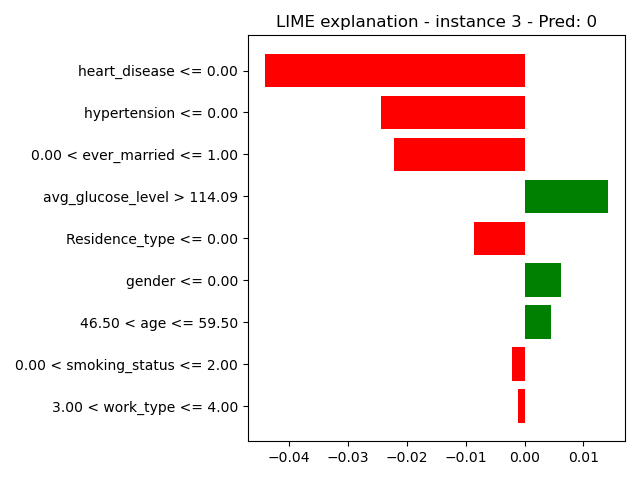 LIME explanation - instance 3 - Pred: 0
heart_disease <= 0.00
hypertension <= 0.00
0.00 < ever_married <= 1.00
avg_glucose_level > 114.09
Residence_type <= 0.00
gender <= 0.00
46.50 < age <= 59.50
0.00 < smoking_status <= 2.00
3.00 < work_type <= 4.00
−0.04 −0.03 −0.02 −0.01 0.00 0.01